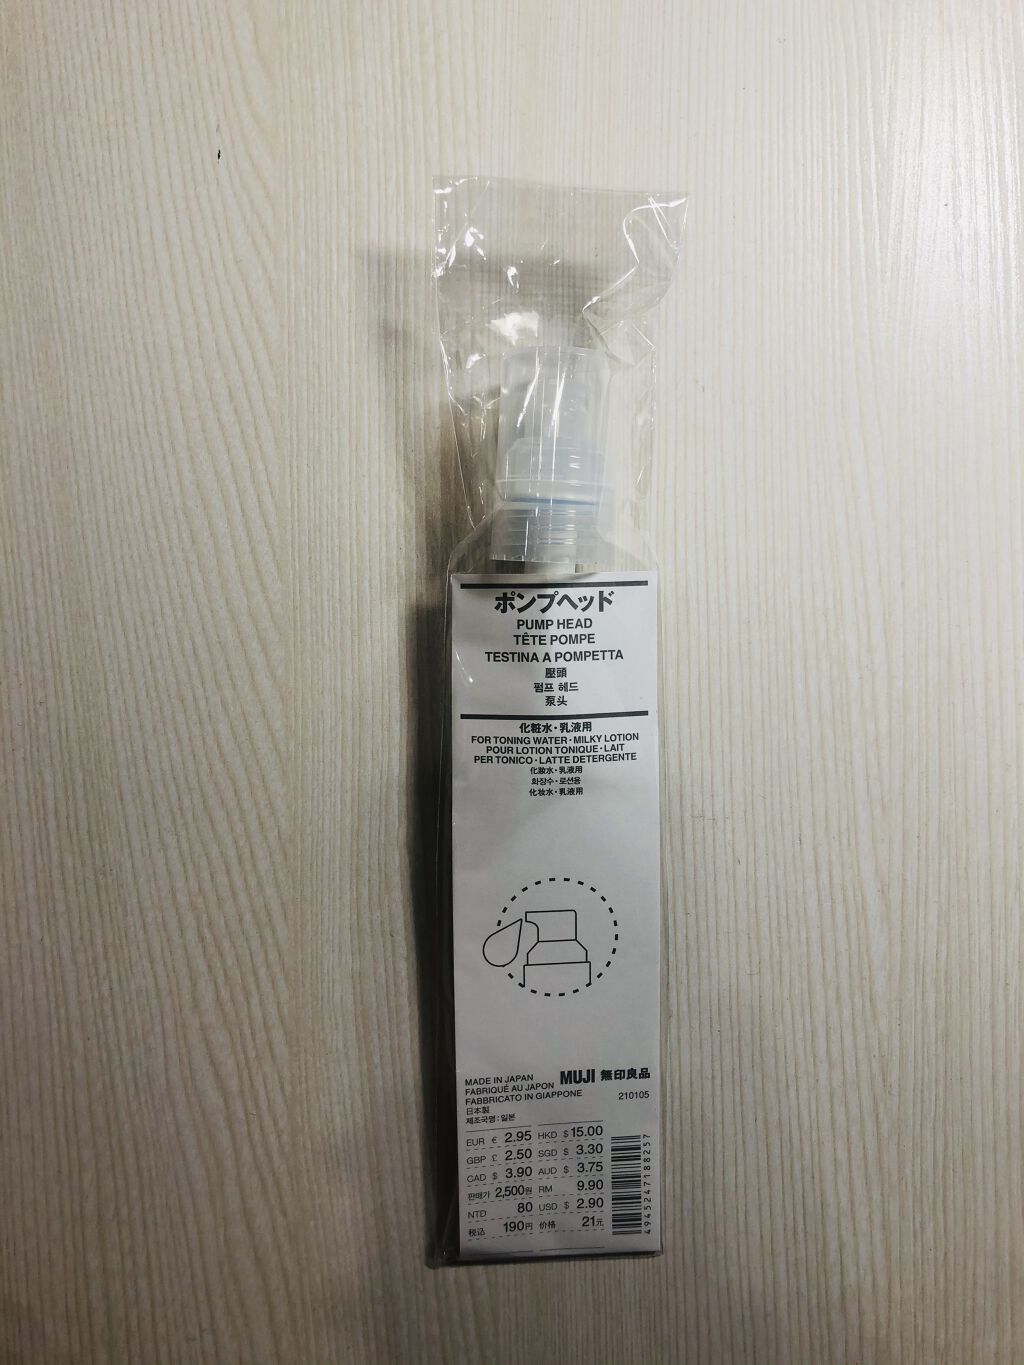 ポンプヘッド
PUMP HEAD
TÊTE POMPE
TESTINA A POMPETTA
壓頭
펌프 헤드
泵头
化粧水・乳液用
FOR TONING WATER・MILKY LOTION
POUR LOTION TONIQUE・LAIT
PER TONICO・LATTE DETERGENTE
化妝水・乳液用
화장수・로션용
化妆水・乳液用
MADE IN JAPAN
FABRIQUÉ AU JAPON
FABBRICATO IN GIAPPONE
日本製
제조국명 : 일본
MUJI 無印良品
210105
EUR € 2.95 HKD $ 15.00
GBP £ 2.50 SGD $ 3.30
CAD $ 3.90 AUD $ 3.75
판매가 2,500원 RM 9.90
NTD 80 USD $ 2.90
税込 190円 价格 21元
4945247188257